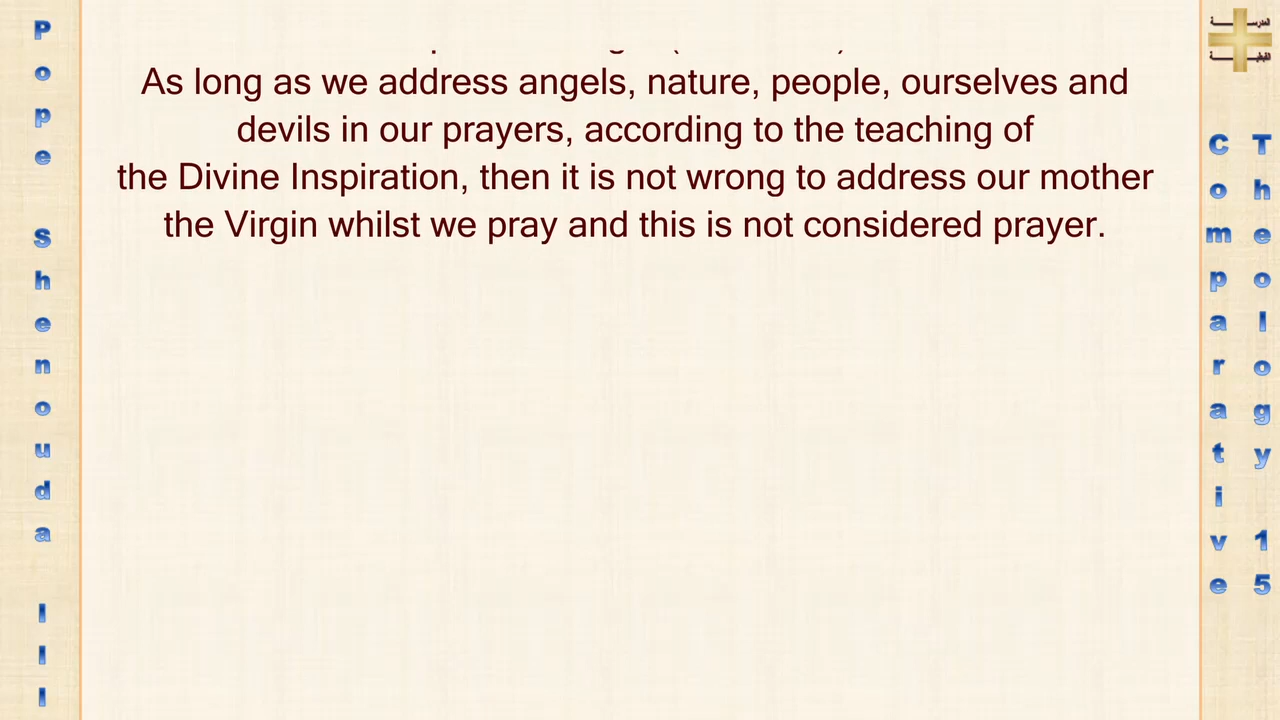 Pope Shenouda III
As long as we address angels, nature, people, ourselves and
devils in our prayers, according to the teaching of
the Divine Inspiration, then it is not wrong to address our mother
the Virgin whilst we pray and this is not considered prayer.
Comparative
Theology 15
المدرســـة
القبطيـــة